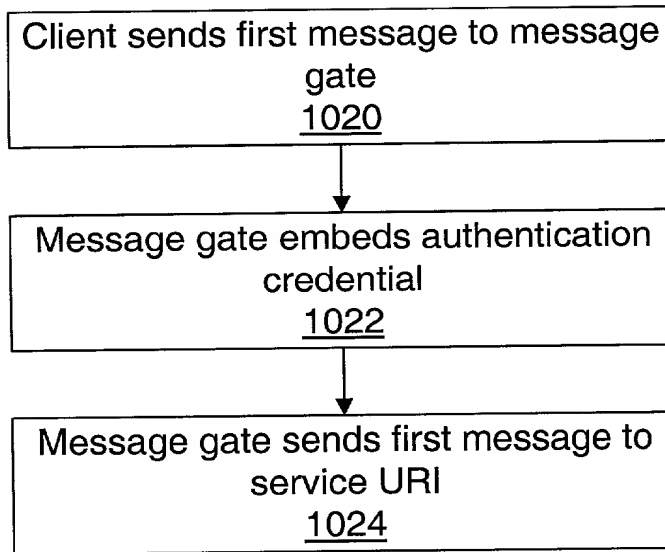 Client sends first message to message
gate
1020
Message gate embeds authentication
credential
1022
Message gate sends first message to
service URI
1024